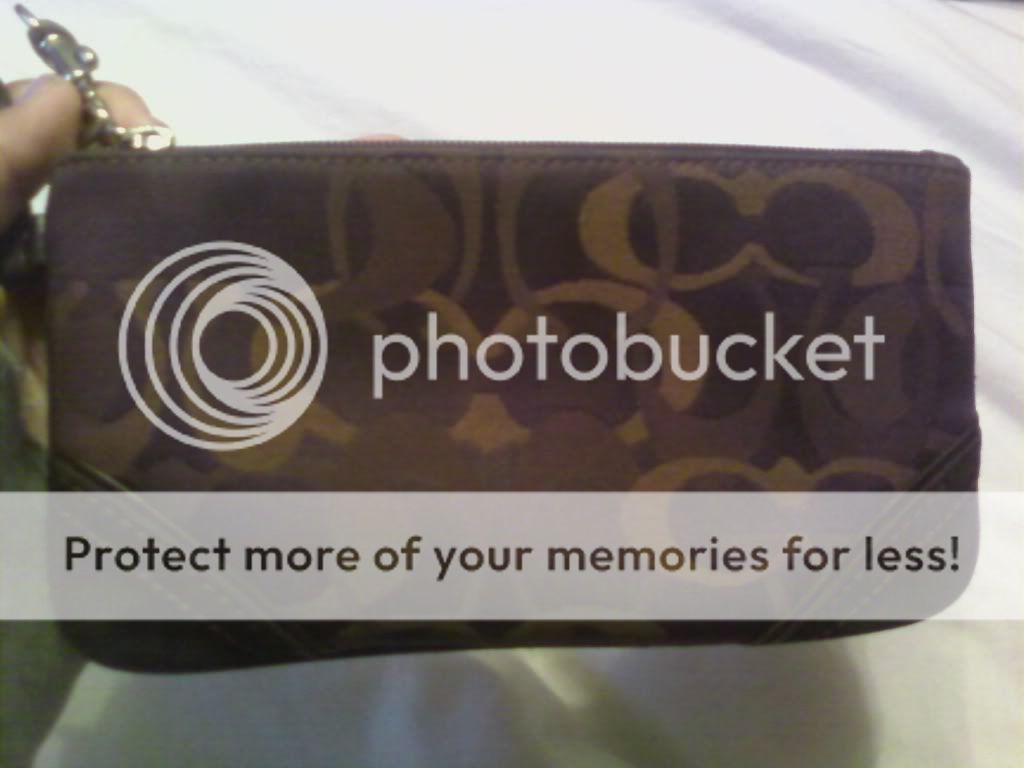 photobucket
Protect more of your memories for less!